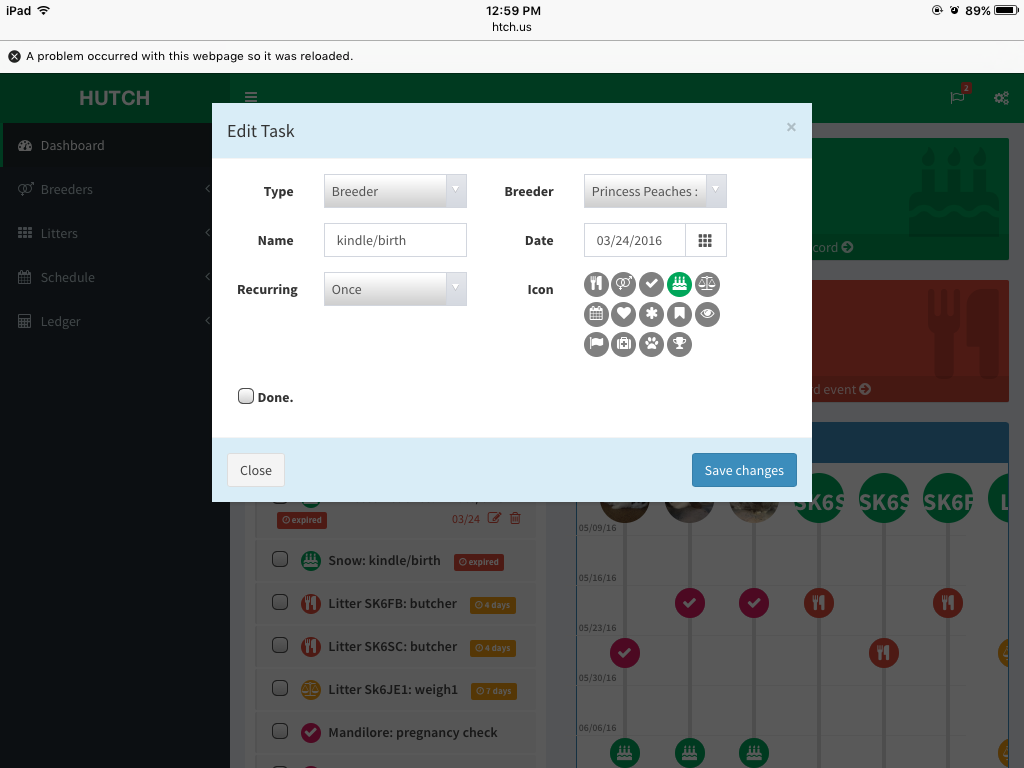 iPad 12:59 PM 89%
htch.us
A problem occurred with this webpage so it was reloaded.
HUTCH 2
Edit Task ×
Dashboard
Breeders
Litters
Schedule
Ledger
Type Breeder Breeder Princess Peaches :
Name kindle/birth Date 03/24/2016
Recurring Once Icon
Done.
Close Save changes
cord
d event
expired 03/24
Snow: kindle/birth expired
Litter SK6FB: butcher 4 days
Litter SK6SC: butcher 4 days
Litter Sk6JE1: weigh1 7 days
Mandilore: pregnancy check
SK6S SK6S SK6F L
05/09/16
05/16/16
05/23/16
05/30/16
06/06/16